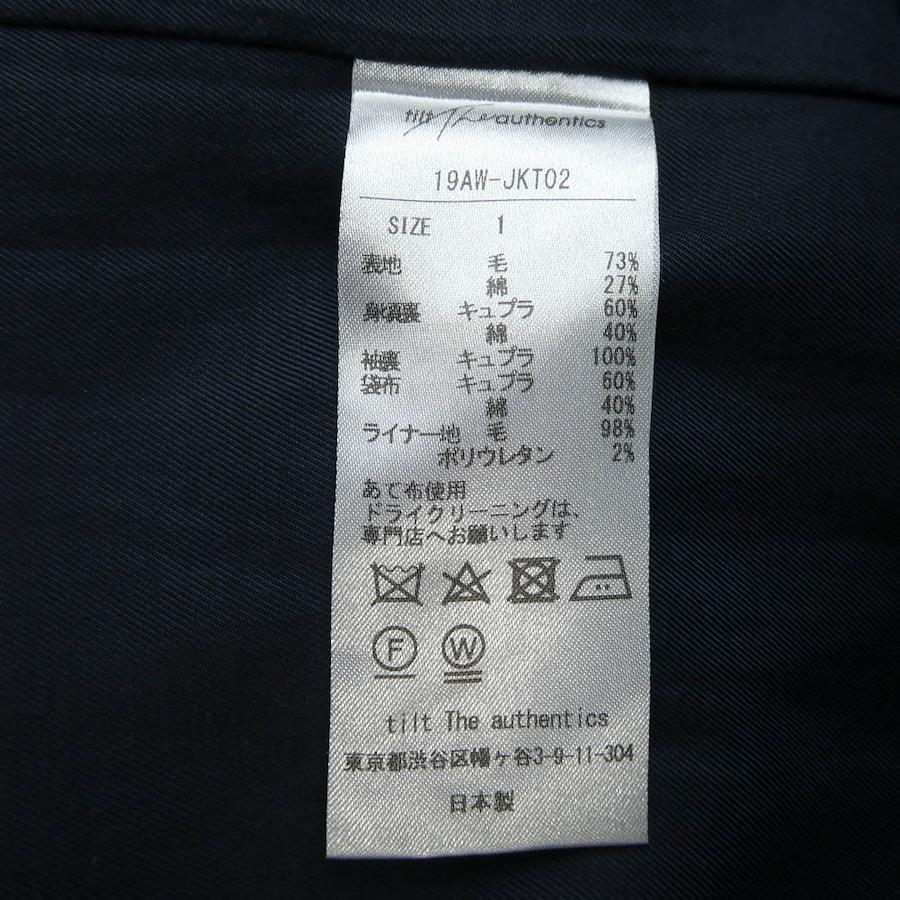 tilt The authentics
19AW-JKT02
SIZE 1
表地 毛 73%
綿 27%
身頃裏 キュプラ 60%
綿 40%
袖裏 キュプラ 100%
袋布 キュプラ 60%
綿 40%
ライナー地 毛 98%
ポリウレタン 2%
あて布使用
ドライクリーニングは、
専門店へお願いします
F W
tilt The authentics
東京都渋谷区幡ヶ谷3-9-11-304
日本製